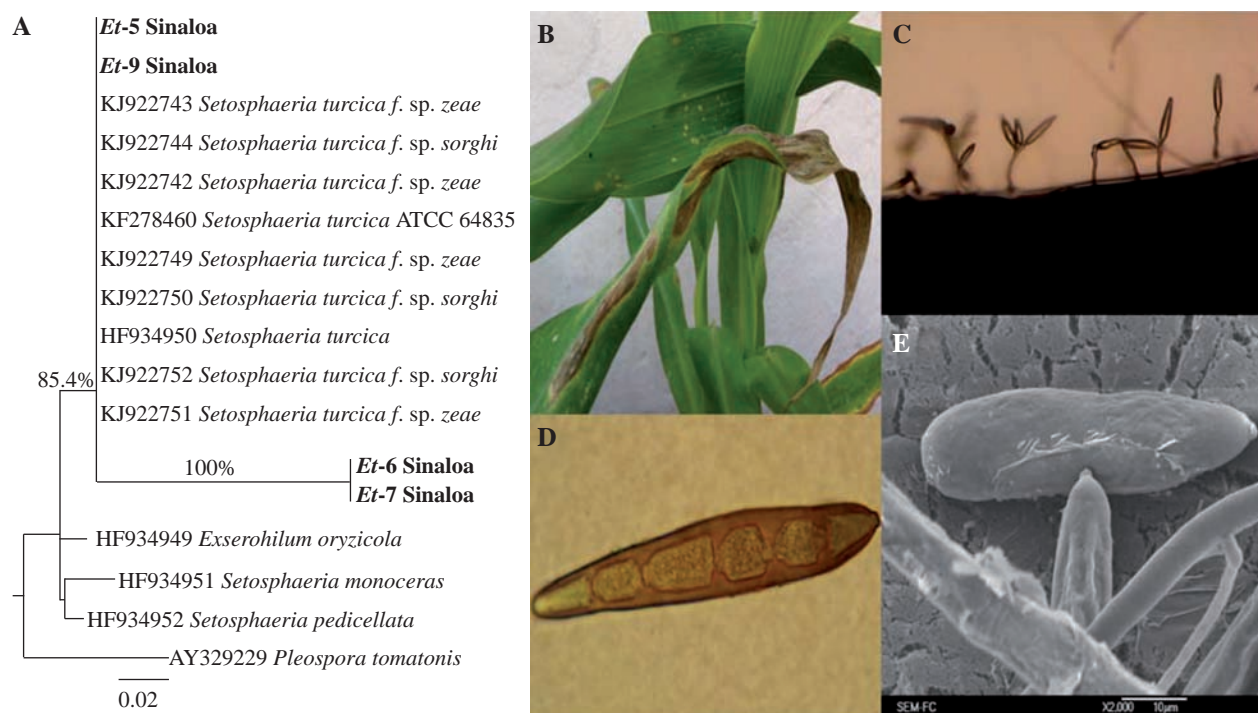 A
Et-5 Sinaloa
Et-9 Sinaloa
KJ922743 Setosphaeria turcica f. sp. zeae
KJ922744 Setosphaeria turcica f. sp. sorghi
KJ922742 Setosphaeria turcica f. sp. zeae
KF278460 Setosphaeria turcica ATCC 64835
KJ922749 Setosphaeria turcica f. sp. zeae
KJ922750 Setosphaeria turcica f. sp. sorghi
HF934950 Setosphaeria turcica
85.4%
KJ922752 Setosphaeria turcica f. sp. sorghi
KJ922751 Setosphaeria turcica f. sp. zeae
100%
Et-6 Sinaloa
Et-7 Sinaloa
HF934949 Exserohilum oryzicola
HF934951 Setosphaeria monoceras
HF934952 Setosphaeria pedicellata
AY329229 Pleospora tomatonis
0.02
B
C
D
E
SEM-FC X2,000 10μm